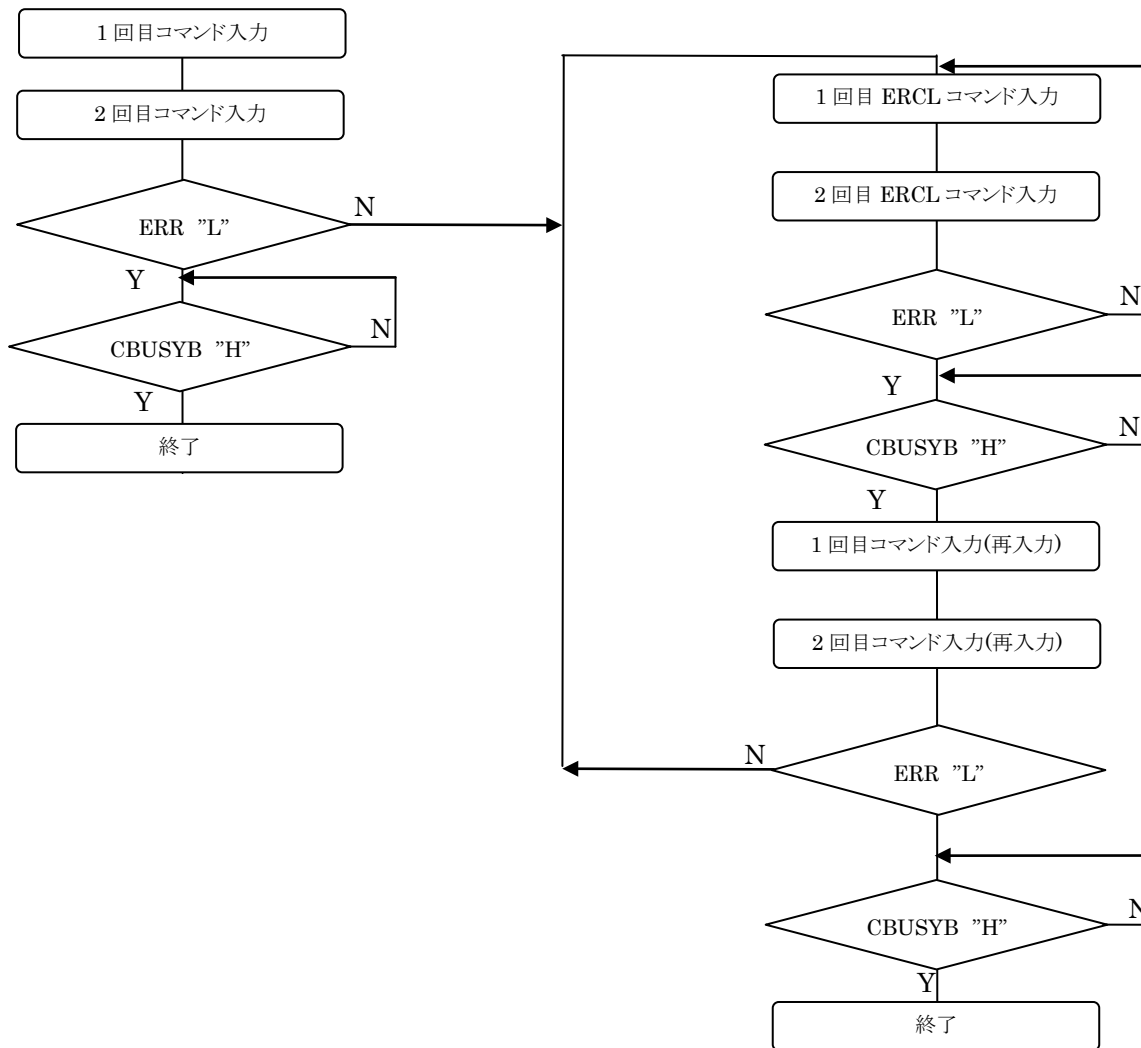 1 回目コマンド入力
2 回目コマンド入力
ERR ”L”
N
Y
CBUSYB ”H”
N
Y
終了
1 回目 ERCL コマンド入力
2 回目 ERCL コマンド入力
ERR ”L”
N
Y
CBUSYB ”H”
N
Y
1 回目コマンド入力(再入力)
2 回目コマンド入力(再入力)
N
ERR ”L”
CBUSYB ”H”
N
Y
終了